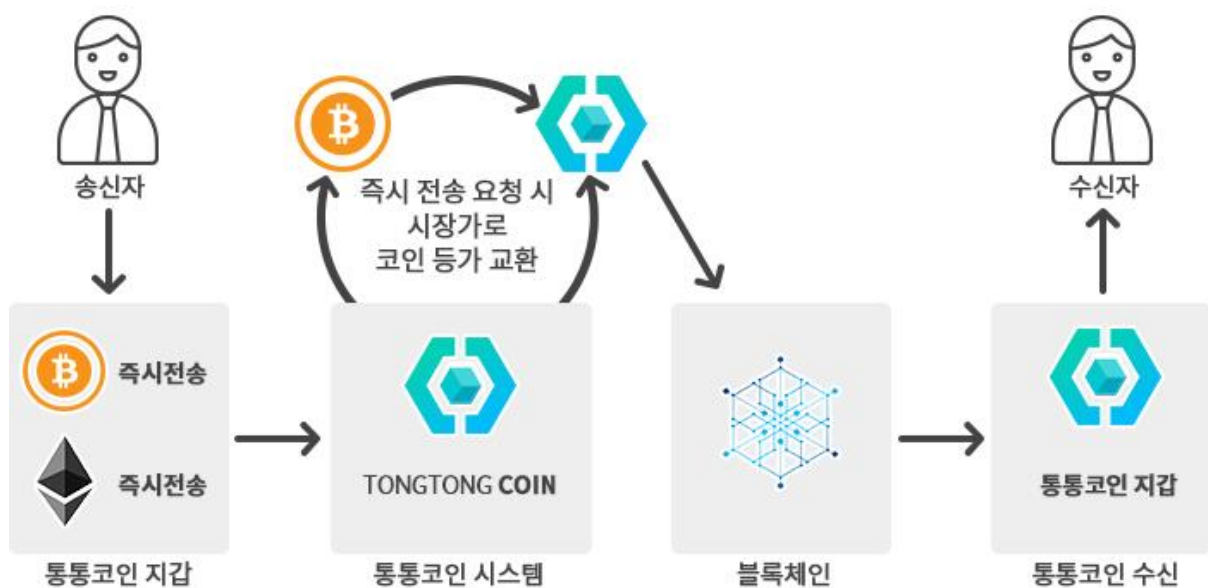 송신자
수신자
즉시 전송 요청 시
시장가로
코인 등가 교환
즉시전송
즉시전송
TONGTONG COIN
통통코인 지갑
통통코인 지갑
통통코인 시스템
블록체인
통통코인 수신